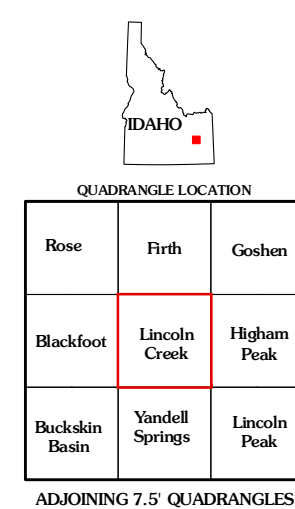 IDAHO
QUADRANGLE LOCATION
Rose
Firth
Goshen
Blackfoot
Lincoln
Creek
Higham
Peak
Buckskin
Basin
Yandell
Springs
Lincoln
Peak
ADJOINING 7.5' QUADRANGLES